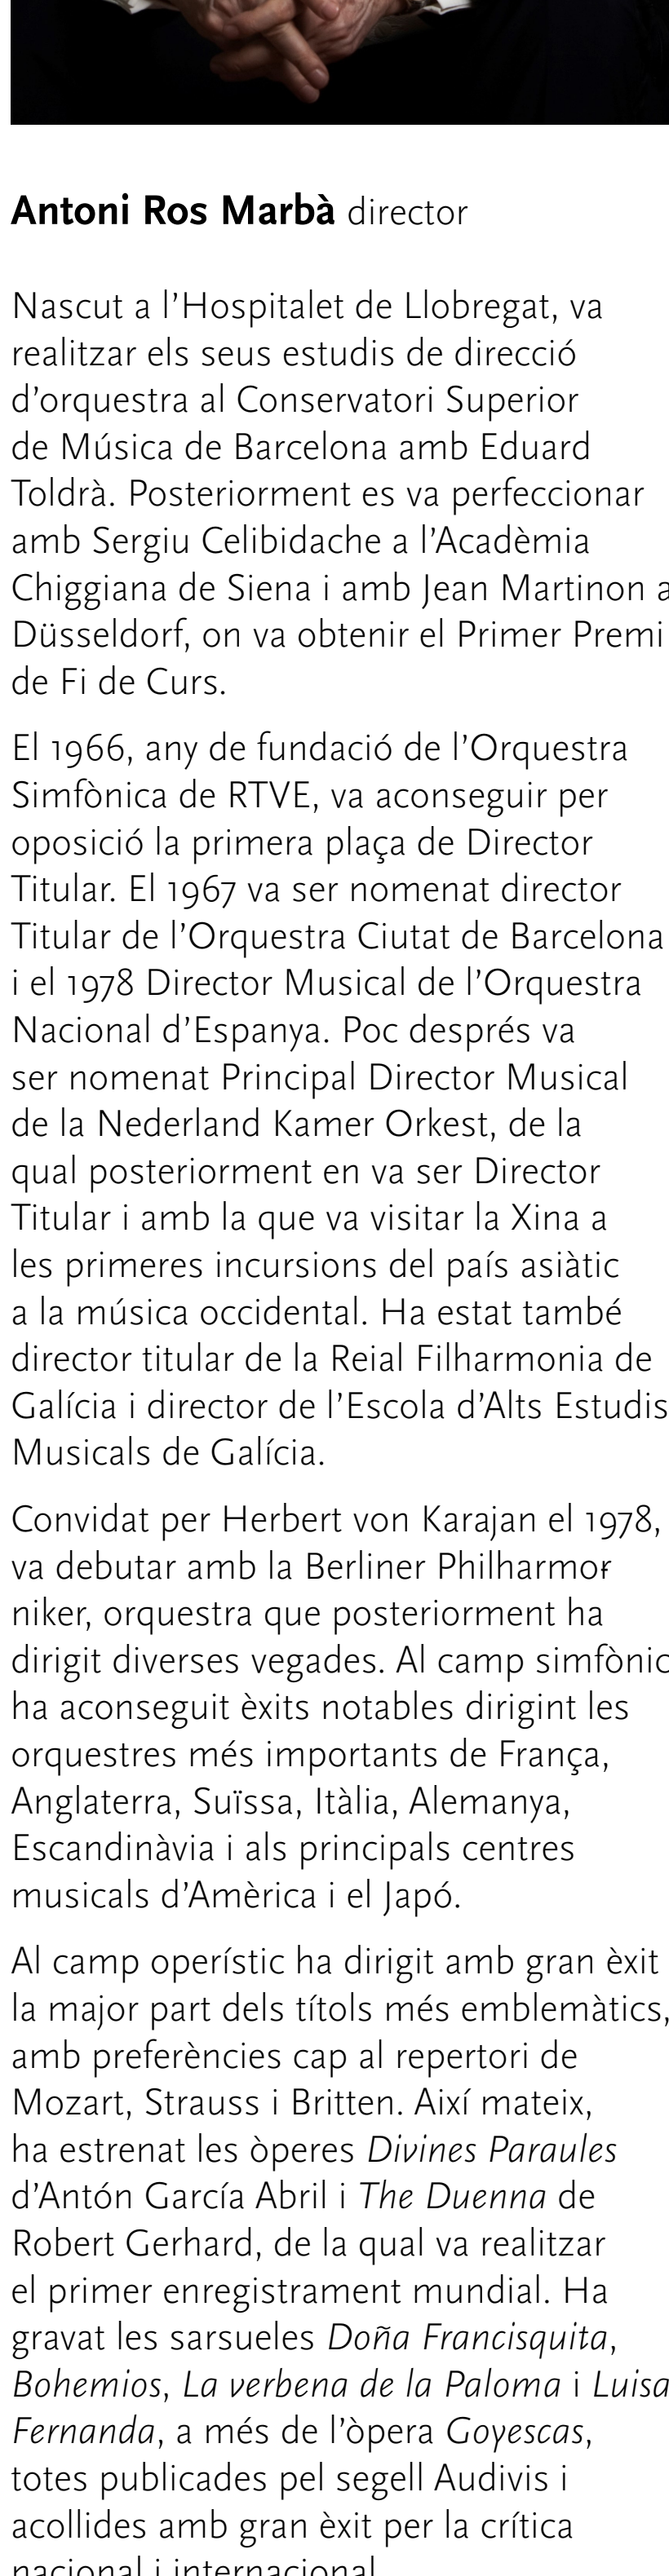 Antoni Ros Marbà director
Nascut a l’Hospitalet de Llobregat, va
realitzar els seus estudis de direcció
d’orquestra al Conservatori Superior
de Música de Barcelona amb Eduard
Toldrà. Posteriorment es va perfeccionar
amb Sergiu Celibidache a l’Acadèmia
Chiggiana de Siena i amb Jean Martinon a
Düsseldorf, on va obtenir el Primer Premi
de Fi de Curs.
El 1966, any de fundació de l’Orquestra
Simfònica de RTVE, va aconseguir per
oposició la primera plaça de Director
Titular. El 1967 va ser nomenat director
Titular de l’Orquestra Ciutat de Barcelona
i el 1978 Director Musical de l’Orquestra
Nacional d’Espanya. Poc després va
ser nomenat Principal Director Musical
de la Nederland Kamer Orkest, de la
qual posteriorment en va ser Director
Titular i amb la que va visitar la Xina a
les primeres incursions del país asiàtic
a la música occidental. Ha estat també
director titular de la Reial Filharmonia de
Galícia i director de l’Escola d’Alts Estudis
Musicals de Galícia.
Convidat per Herbert von Karajan el 1978,
va debutar amb la Berliner Philharmor
niker, orquestra que posteriorment ha
dirigit diverses vegades. Al camp simfònic
ha aconseguit èxits notables dirigint les
orquestres més importants de França,
Anglaterra, Suïssa, Itàlia, Alemanya,
Escandinàvia i als principals centres
musicals d’Amèrica i el Japó.
Al camp operístic ha dirigit amb gran èxit
la major part dels títols més emblemàtics,
amb preferències cap al repertori de
Mozart, Strauss i Britten. Així mateix,
ha estrenat les òperes Divines Paraules
d’Antón García Abril i The Duenna de
Robert Gerhard, de la qual va realitzar
el primer enregistrament mundial. Ha
gravat les sarsueles Doña Francisquita,
Bohemios, La verbena de la Paloma i Luisa
Fernanda, a més de l’òpera Goyescas,
totes publicades pel segell Audivis i
acollides amb gran èxit per la crítica
nacional i internacional